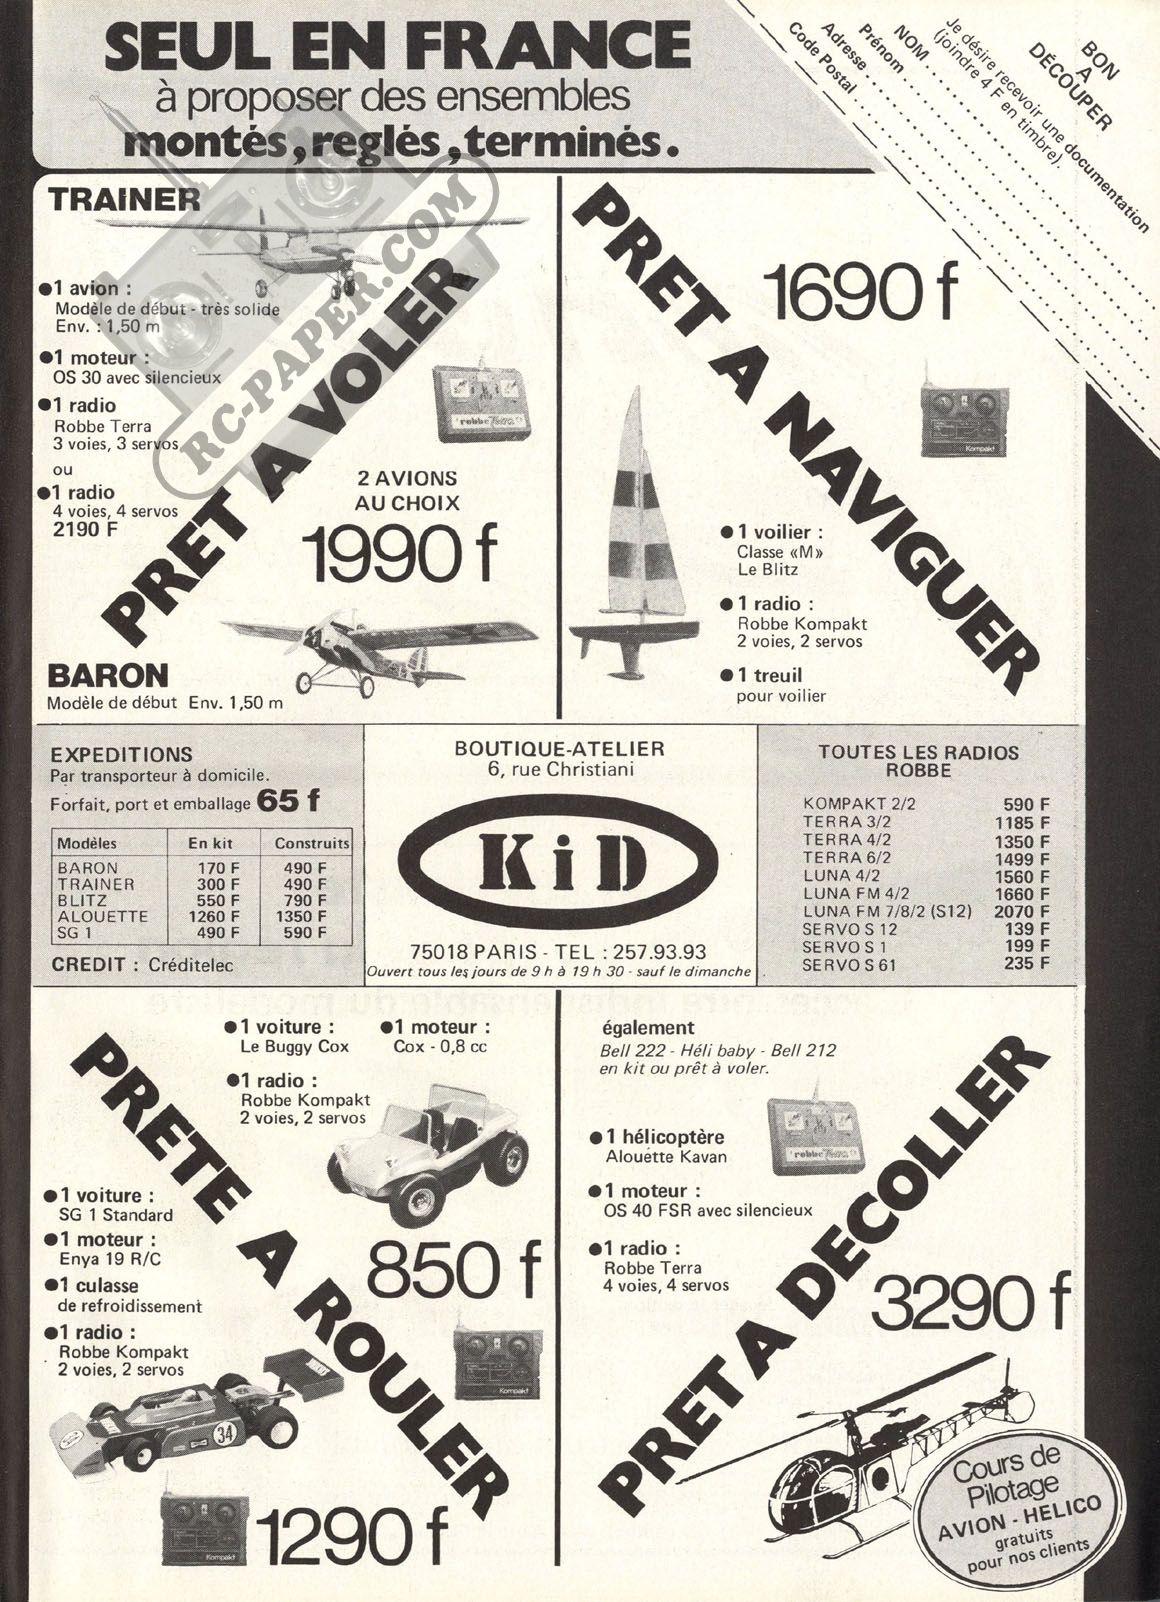 SEUL EN FRANCE
à proposer des ensembles
montés, reglés, terminés.
BON
A
DÉCOUPER
Je désire recevoir une documentation
(joindre 4 F en timbre).
NOM
Prénom
Adresse
Code Postal
TRAINER
●1 avion :
Modèle de début - très solide
Env. : 1,50 m
●1 moteur :
OS 30 avec silencieux
●1 radio
Robbe Terra
3 voies, 3 servos
ou
●1 radio
4 voies, 4 servos
2190 F
PRET A VOLER
RC-PAPER.COM
robbe Terra
2 AVIONS
AU CHOIX
1990 f
BARON
Modèle de début Env. 1,50 m
PRET A NAVIGUER
1690 f
Kompakt
●1 voilier :
Classe «M»
Le Blitz
●1 radio :
Robbe Kompakt
2 voies, 2 servos
●1 treuil
pour voilier
EXPEDITIONS
Par transporteur à domicile.
Forfait, port et emballage 65 f
Modèles En kit Construits
BARON 170 F 490 F
TRAINER 300 F 490 F
BLITZ 550 F 790 F
ALOUETTE 1260 F 1350 F
SG 1 490 F 590 F
CREDIT : Créditelec
BOUTIQUE-ATELIER
6, rue Christiani
KiD
75018 PARIS - TEL : 257.93.93
Ouvert tous les jours de 9 h à 19 h 30 - sauf le dimanche
TOUTES LES RADIOS
ROBBE
KOMPAKT 2/2 590 F
TERRA 3/2 1185 F
TERRA 4/2 1350 F
TERRA 6/2 1499 F
LUNA 4/2 1560 F
LUNA FM 4/2 1660 F
LUNA FM 7/8/2 (S12) 2070 F
SERVO S 12 139 F
SERVO S 1 199 F
SERVO S 61 235 F
●1 voiture :
Le Buggy Cox
●1 moteur :
Cox - 0,8 cc
●1 radio :
Robbe Kompakt
2 voies, 2 servos
PRETE A ROULER
850 f
●1 voiture :
SG 1 Standard
●1 moteur :
Enya 19 R/C
●1 culasse
de refroidissement
●1 radio :
Robbe Kompakt
2 voies, 2 servos
Kompakt
34
Kompakt
1290 f
également
Bell 222 - Héli baby - Bell 212
en kit ou prêt à voler.
●1 hélicoptère
Alouette Kavan
●1 moteur :
OS 40 FSR avec silencieux
●1 radio :
Robbe Terra
4 voies, 4 servos
robbe Terra
PRET A DECOLLER
3290 f
Cours de
Pilotage
AVION - HELICO
gratuits
pour nos clients